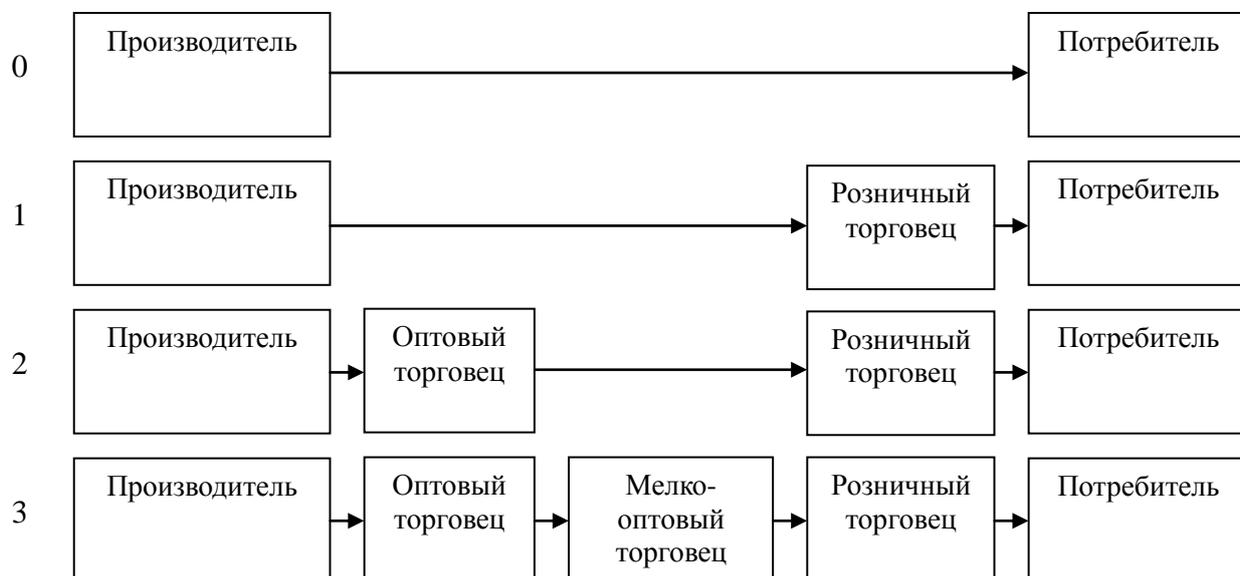 0
Производитель
Потребитель
1
Производитель
Розничный
торговец
Потребитель
2
Производитель
Оптовый
торговец
Розничный
торговец
Потребитель
3
Производитель
Оптовый
торговец
Мелко-
оптовый
торговец
Розничный
торговец
Потребитель